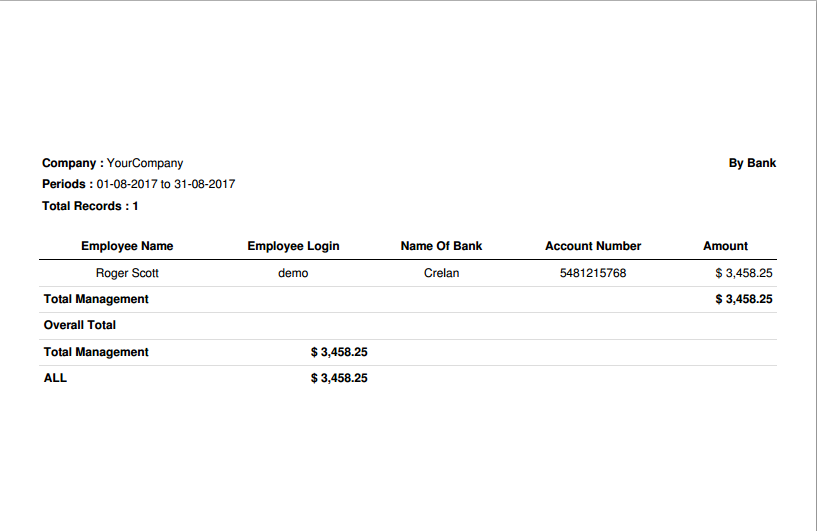 Company : YourCompany By Bank
Periods : 01-08-2017 to 31-08-2017
Total Records : 1
Employee Name Employee Login Name Of Bank Account Number Amount
Roger Scott demo Crelan 5481215768 $ 3,458.25
Total Management $ 3,458.25
Overall Total
Total Management $ 3,458.25
ALL $ 3,458.25